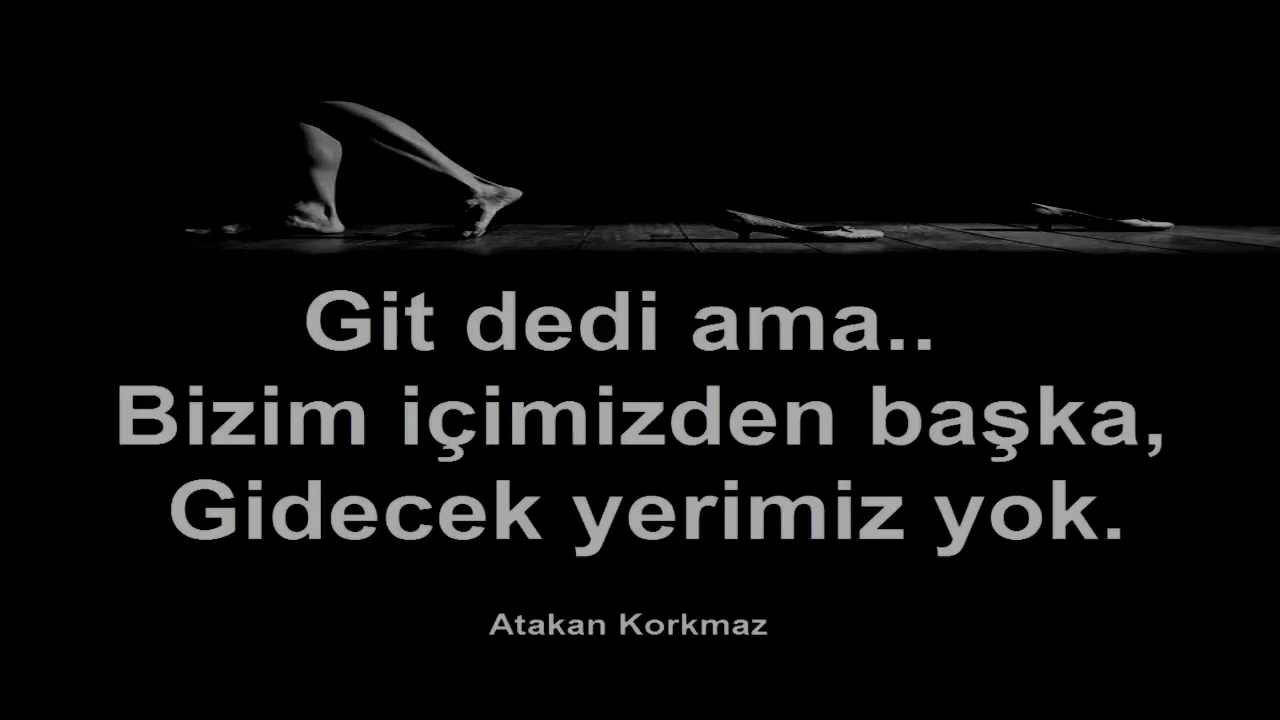 Git dedi ama..
Bizim içimizden başka,
Gidecek yerimiz yok.
Atakan Korkmaz